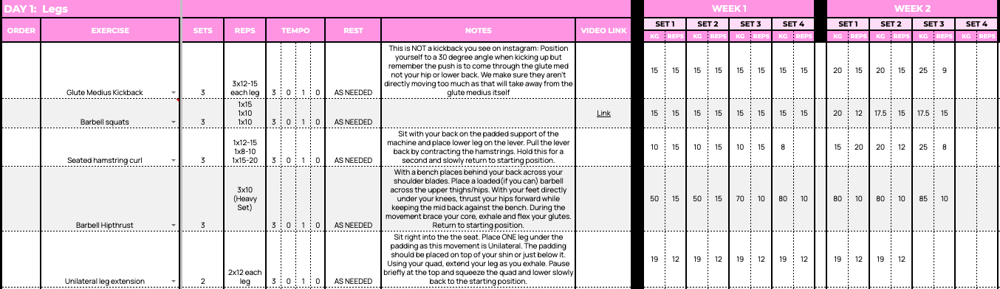 DAY 1: Legs
WEEK 1
WEEK 2
ORDER EXERCISE SETS REPS TEMPO REST NOTES VIDEO LINK
SET 1 SET 2 SET 3 SET 4 SET 1 SET 2 SET 3 SET 4
KG REPS KG REPS KG REPS KG REPS KG REPS KG REPS KG REPS KG REPS
This is NOT a kickback you see on instagram: Position
yourself to a 30 degree angle when kicking up but
remember the push is to come through the glute med
not your hip or lower back. We make sure they aren't
directly moving too much as that will take away from the
glute medius itself
Glute Medius Kickback 3
3x12-15
each leg
3 0 1 0 AS NEEDED
15 15 15 15 15 15 15 15 20 15 20 15 25 9
Barbell squats 3
1x15
1x10
1x10
3 0 1 0 AS NEEDED
Link
15 15 15 15 15 15 15 15 20 12 17.5 15 17.5 15
Seated hamstring curl 3
1x12-15
1x8-10
1x15-20
3 0 1 0 AS NEEDED
Sit with your back on the padded support of the
machine and place lower leg on the lever. Pull the lever
back by contracting the hamstrings. Hold this for a
second and slowly return to starting position.
10 15 10 15 10 15 8 15 20 20 12 25 8
Barbell Hipthrust 3
3x10
(Heavy
Set)
3 0 1 0 AS NEEDED
With a bench places behind your back across your
shoulder blades. Place a loaded(if you can) barbell
across the upper thighs/hips. With your feet directly
under your knees, thrust your hips forward while
keeping the mid back against the bench. During the
movement brace your core, exhale and flex your glutes.
Return to starting position.
50 15 50 15 70 10 80 10 80 10 80 10 85 10
Unilateral leg extension 2
2x12 each
leg
3 0 1 0 AS NEEDED
Sit right into the the seat. Place ONE leg under the
padding as this movement is Unilateral. The padding
should be placed on top of your shin or just below it.
Using your quad, extend your leg as you exhale. Pause
briefly at the top and squeeze the quad and lower slowly
back to the starting position.
19 12 19 12 19 12 19 12 19 12 19 12